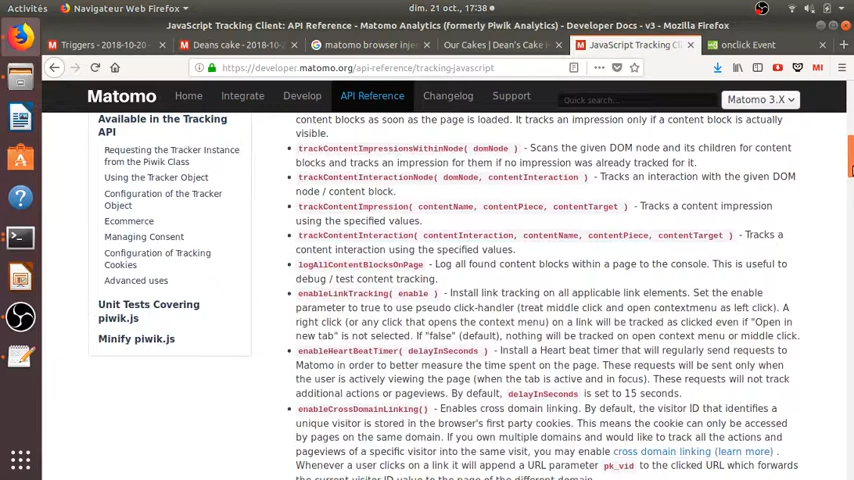 Activités Navigateur Web Firefox dim. 21 oct., 17:38
JavaScript Tracking Client: API Reference - Matomo Analytics (formerly Piwik Analytics) - Developer Docs - v3 - Mozilla Firefox
Triggers - 2018-10-20 - Deans cake - 2018-10-2 matomo browser inje Our Cakes | Dean's Cake JavaScript Tracking Cli onclick Event
https://developer.matomo.org/api-reference/tracking-javascript
Matomo Home Integrate Develop API Reference Changelog Support Quick search... Matomo 3.X
Available in the Tracking
API
Requesting the Tracker Instance
from the Piwik Class
Using the Tracker Object
Configuration of the Tracker
Object
Ecommerce
Managing Consent
Configuration of Tracking
Cookies
Advanced uses
Unit Tests Covering
piwik.js
Minify piwik.js
content blocks as soon as the page is loaded. It tracks an impression only if a content block is actually
visible.
trackContentImpressionsWithinNode( domNode ) - Scans the given DOM node and its children for content
blocks and tracks an impression for them if no impression was already tracked for it.
trackContentInteractionNode( domNode, contentInteraction ) - Tracks an interaction with the given DOM
node / content block.
trackContentImpression( contentName, contentPiece, contentTarget ) - Tracks a content impression
using the specified values.
trackContentInteraction( contentInteraction, contentName, contentPiece, contentTarget ) - Tracks a
content interaction using the specified values.
logAllContentBlocksOnPage - Log all found content blocks within a page to the console. This is useful to
debug / test content tracking.
enableLinkTracking( enable ) - Install link tracking on all applicable link elements. Set the enable
parameter to true to use pseudo click-handler (treat middle click and open contextmenu as left click). A
right click (or any click that opens the context menu) on a link will be tracked as clicked even if "Open in
new tab" is not selected. If "false" (default), nothing will be tracked on open context menu or middle click.
enableHeartBeatTimer( delayInSeconds ) - Install a Heart beat timer that will regularly send requests to
Matomo in order to better measure the time spent on the page. These requests will be sent only when
the user is actively viewing the page (when the tab is active and in focus). These requests will not track
additional actions or pageviews. By default, delayInSeconds is set to 15 seconds.
enableCrossDomainLinking() - Enables cross domain linking. By default, the visitor ID that identifies a
unique visitor is stored in the browser's first party cookies. This means the cookie can only be accessed
by pages on the same domain. If you own multiple domains and would like to track all the actions and
pageviews of a specific visitor into the same visit, you may enable cross domain linking (learn more) .
Whenever a user clicks on a link it will append a URL parameter pk_vid to the clicked URL which forwards
the current visitor ID value to the page of the different domain.